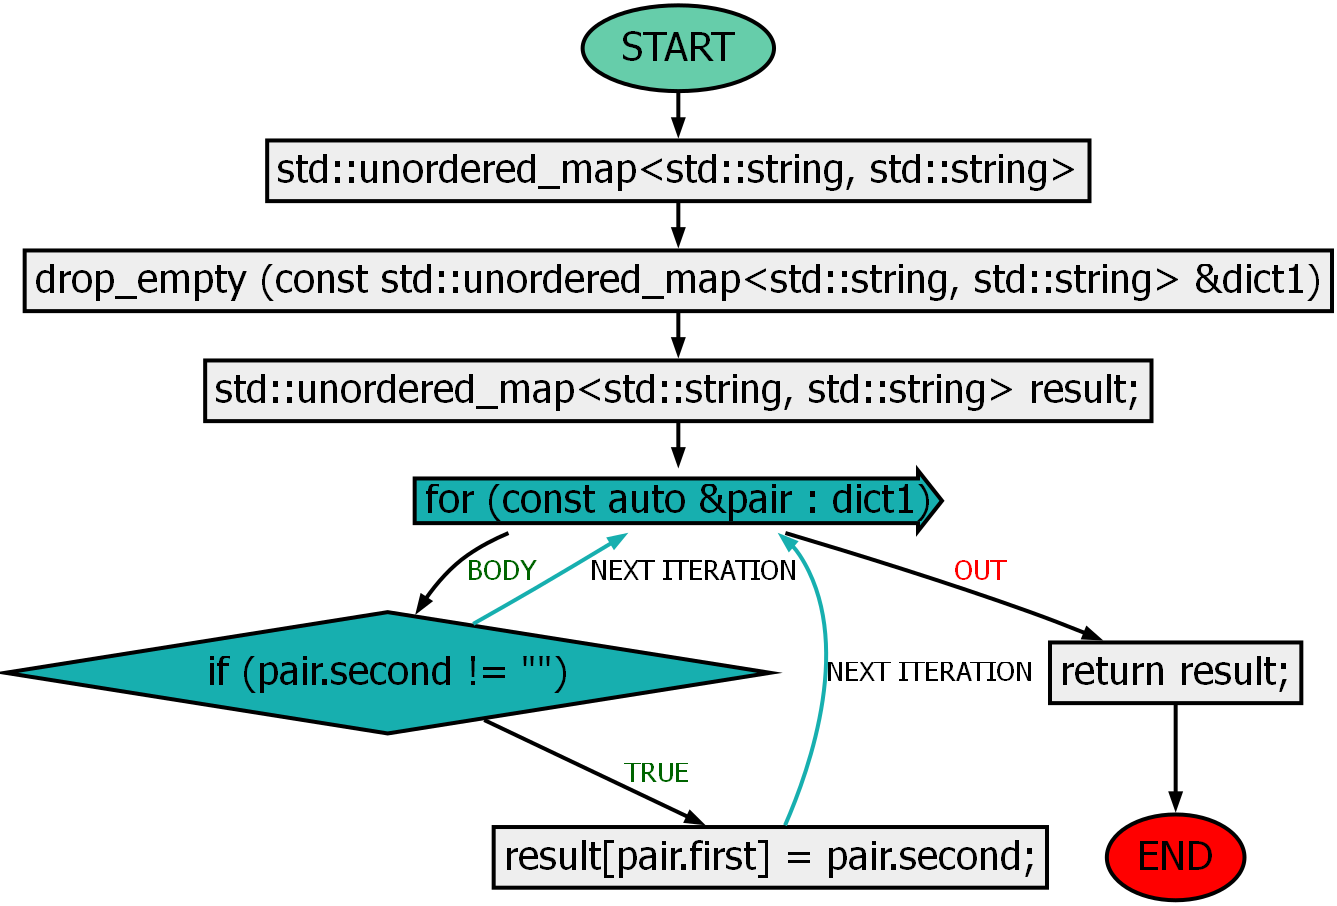 START
std::unordered_map<std::string, std::string>
drop_empty (const std::unordered_map<std::string, std::string> &dict1)
std::unordered_map<std::string, std::string> result;
for (const auto &pair : dict1)
BODY
NEXT ITERATION
OUT
if (pair.second != "")
NEXT ITERATION
return result;
TRUE
result[pair.first] = pair.second;
END